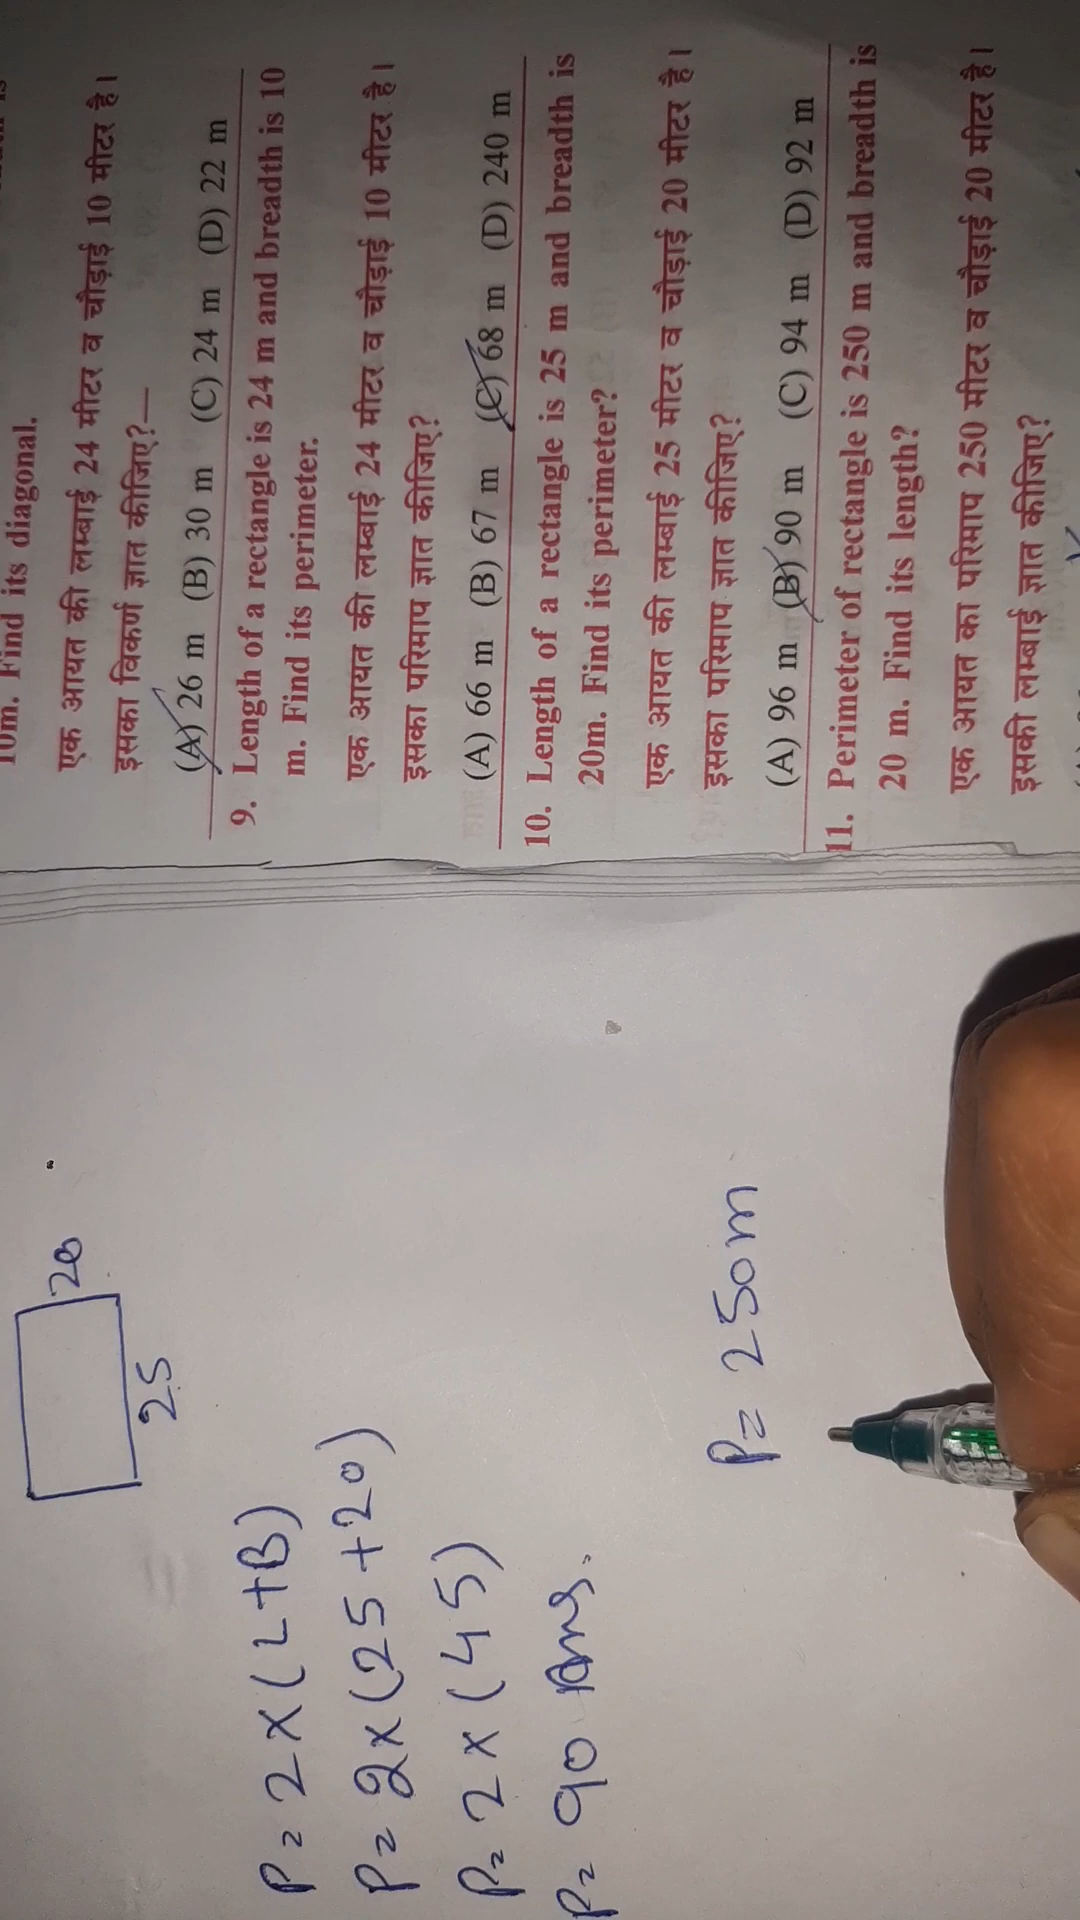 10m. Find its diagonal.
एक आयत की लम्बाई 24 मीटर व चौड़ाई 10 मीटर है।
इसका विकर्ण ज्ञात कीजिए?
(A) 26 m (B) 30 m (C) 24 m (D) 22 m
9. Length of a rectangle is 24 m and breadth is 10
m. Find its perimeter.
एक आयत की लम्बाई 24 मीटर व चौड़ाई 10 मीटर है।
इसका परिमाप ज्ञात कीजिए?
(A) 66 m (B) 67 m (C) 68 m (D) 240 m
10. Length of a rectangle is 25 m and breadth is
20m. Find its perimeter?
एक आयत की लम्बाई 25 मीटर व चौड़ाई 20 मीटर है।
इसका परिमाप ज्ञात कीजिए?
(A) 96 m (B) 90 m (C) 94 m (D) 92 m
11. Perimeter of rectangle is 250 m and breadth is
20 m. Find its length?
एक आयत का परिमाप 250 मीटर व चौड़ाई 20 मीटर है।
इसकी लम्बाई ज्ञात कीजिए?
20
25
P = 2 × (L+B)
P = 2 × (25 + 20)
P = 2 × (45)
P = 90 Ans.
P = 250m